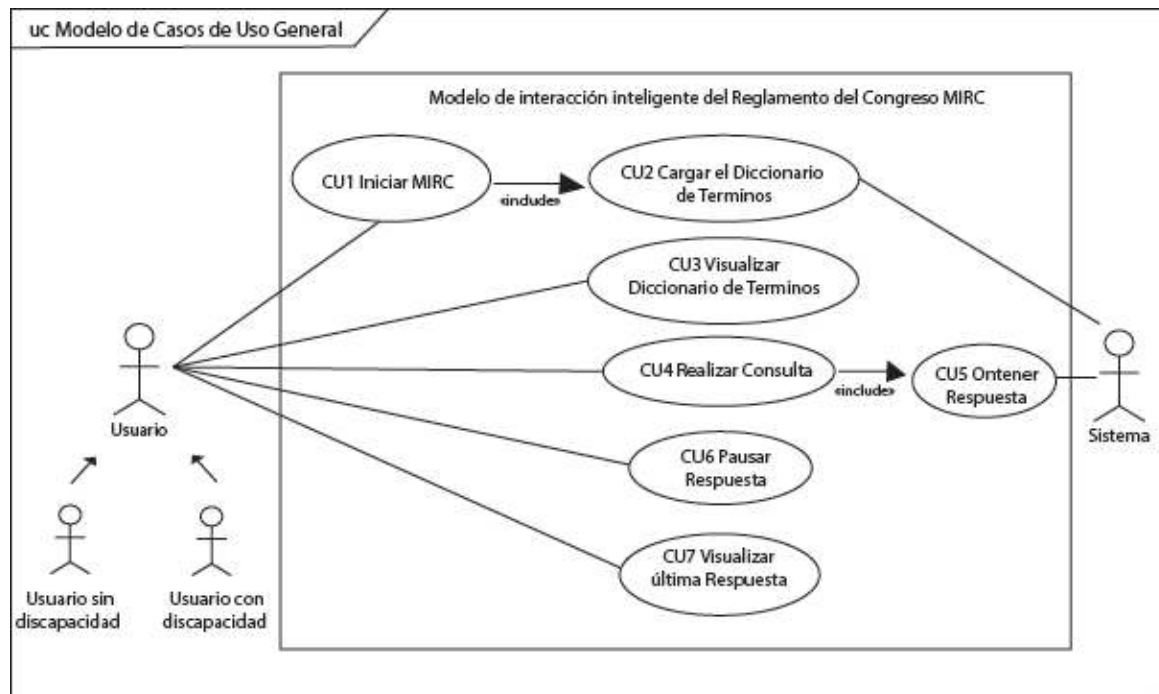 uc Modelo de Casos de Uso General
Modelo de interacción inteligente del Reglamento del Congreso MIRC
CU1 Iniciar MIRC
«include»
CU2 Cargar el Diccionario
de Terminos
CU3 Visualizar
Diccionario de Terminos
CU4 Realizar Consulta
«include»
CU5 Ontener
Respuesta
Usuario
Sistema
CU6 Pausar
Respuesta
CU7 Visualizar
última Respuesta
Usuario sin
discapacidad
Usuario con
discapacidad